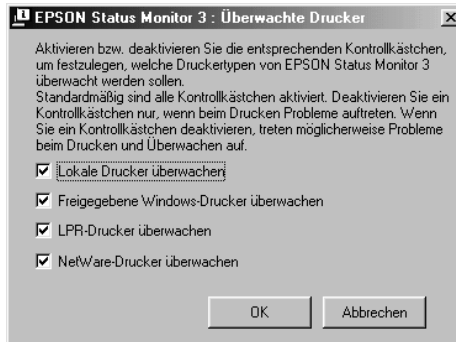 EPSON Status Monitor 3 : Überwachte Drucker
Aktivieren bzw. deaktivieren Sie die entsprechenden Kontrollkästchen,
um festzulegen, welche Druckertypen von EPSON Status Monitor 3
überwacht werden sollen.
Standardmäßig sind alle Kontrollkästchen aktiviert. Deaktivieren Sie ein
Kontrollkästchen nur, wenn beim Drucken Probleme auftreten. Wenn
Sie ein Kontrollkästchen deaktivieren, treten möglicherweise Probleme
beim Drucken und Überwachen auf.
Lokale Drucker überwachen
Freigegebene Windows-Drucker überwachen
LPR-Drucker überwachen
NetWare-Drucker überwachen
OK Abbrechen